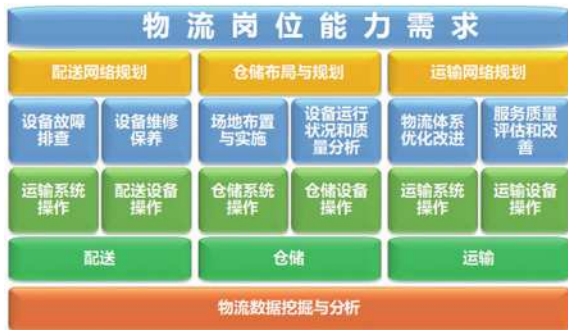 物流岗位能力需求
配送网络规划
仓储布局与规划
运输网络规划
设备故障
排查
设备维修
保养
场地布置
与实施
设备运行
状况和质
量分析
物流体系
优化改进
服务质量
评估和改
善
运输系统
操作
配送设备
操作
仓储系统
操作
仓储设备
操作
运输系统
操作
运输设备
操作
配送
仓储
运输
物流数据挖掘与分析